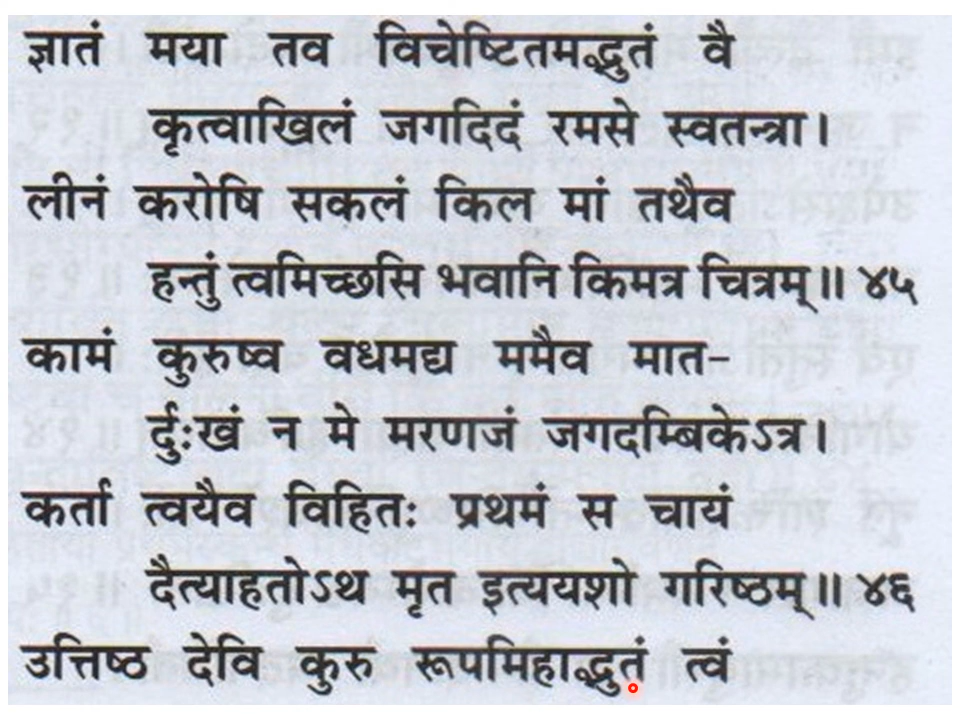 ज्ञातं मया तव विचेष्टितमद्भुतं वै
कृत्वाखिलं जगदिदं रमसे स्वतन्त्रा।
लीनं करोषि सकलं किल मां तथैव
हन्तुं त्वमिच्छसि भवानि किमत्र चित्रम्॥ ४५
कामं कुरुष्व वधमद्य ममैव मात-
र्दुःखं न मे मरणजं जगदम्बिकेऽत्र।
कर्ता त्वयैव विहितः प्रथमं स चायं
दैत्याहतोऽथ मृत इत्ययशो गरिष्ठम्॥ ४६
उत्तिष्ठ देवि कुरु रूपमिहाद्भुतं त्वं